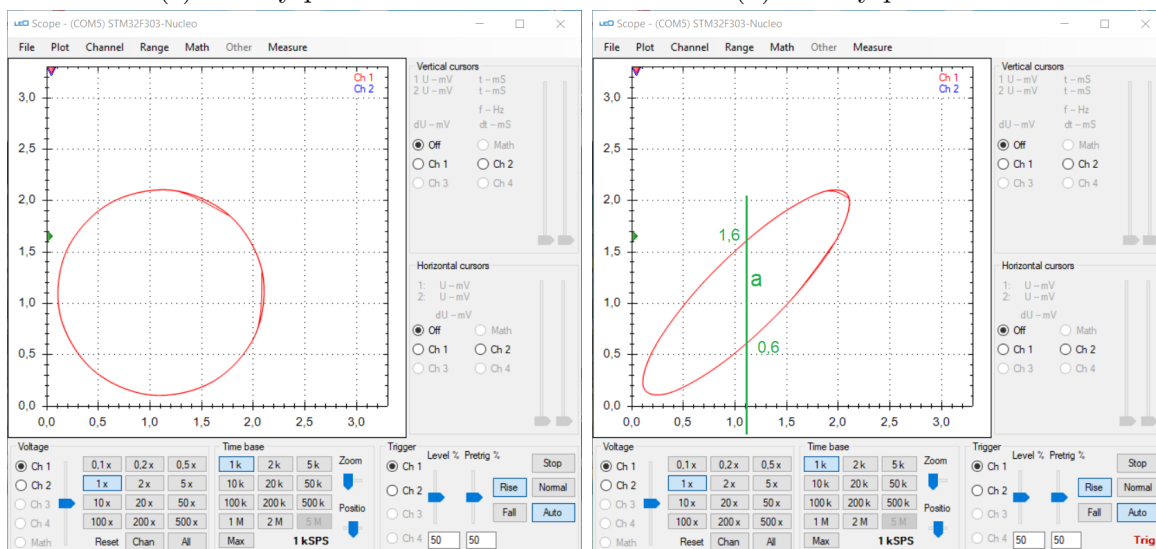 LEO Scope - (COM5) STM32F303-Nucleo
File Plot Channel Range Math Other Measure
Ch 1
Ch 2
3,0
2,5
2,0
1,5
1,0
0,5
0,0
0,0 0,5 1,0 1,5 2,0 2,5 3,0
Vertical cursors
1 U – mV t – mS
2 U – mV t – mS
f – Hz
dU – mV dt – mS
Off Math
Ch 1 Ch 2
Ch 3 Ch 4
Horizontal cursors
1: U – mV
2: U – mV
dU – mV
Off Math
Ch 1 Ch 2
Ch 3 Ch 4
Voltage
Ch 1 0,1 x 0,2 x 0,5 x
Ch 2 1 x 2 x 5 x
Ch 3 10 x 20 x 50 x
Ch 4 100 x 200 x 500 x
Math Reset Chan All
Time base
1 k 2 k 5 k Zoom
10 k 20 k 50 k
100 k 200 k 500 k Positio
1 M 2 M 5 M
Max 1 kSPS
Trigger
Level % Pretrig %
Ch 1 Stop
Ch 2 Rise Normal
Ch 3 Fall Auto
Ch 4 50 50
LEO Scope - (COM5) STM32F303-Nucleo
File Plot Channel Range Math Other Measure
Ch 1
Ch 2
3,0
2,5
2,0
1,6
1,5
a
1,0
0,6
0,5
0,0
0,0 0,5 1,0 1,5 2,0 2,5 3,0
Vertical cursors
1 U – mV t – mS
2 U – mV t – mS
f – Hz
dU – mV dt – mS
Off Math
Ch 1 Ch 2
Ch 3 Ch 4
Horizontal cursors
1: U – mV
2: U – mV
dU – mV
Off Math
Ch 1 Ch 2
Ch 3 Ch 4
Voltage
Ch 1 0,1 x 0,2 x 0,5 x
Ch 2 1 x 2 x 5 x
Ch 3 10 x 20 x 50 x
Ch 4 100 x 200 x 500 x
Math Reset Chan All
Time base
1 k 2 k 5 k Zoom
10 k 20 k 50 k
100 k 200 k 500 k Positio
1 M 2 M 5 M
Max 1 kSPS
Trigger
Level % Pretrig %
Ch 1 Stop
Ch 2 Rise Normal
Ch 3 Fall Auto
Ch 4 50 50 Trig